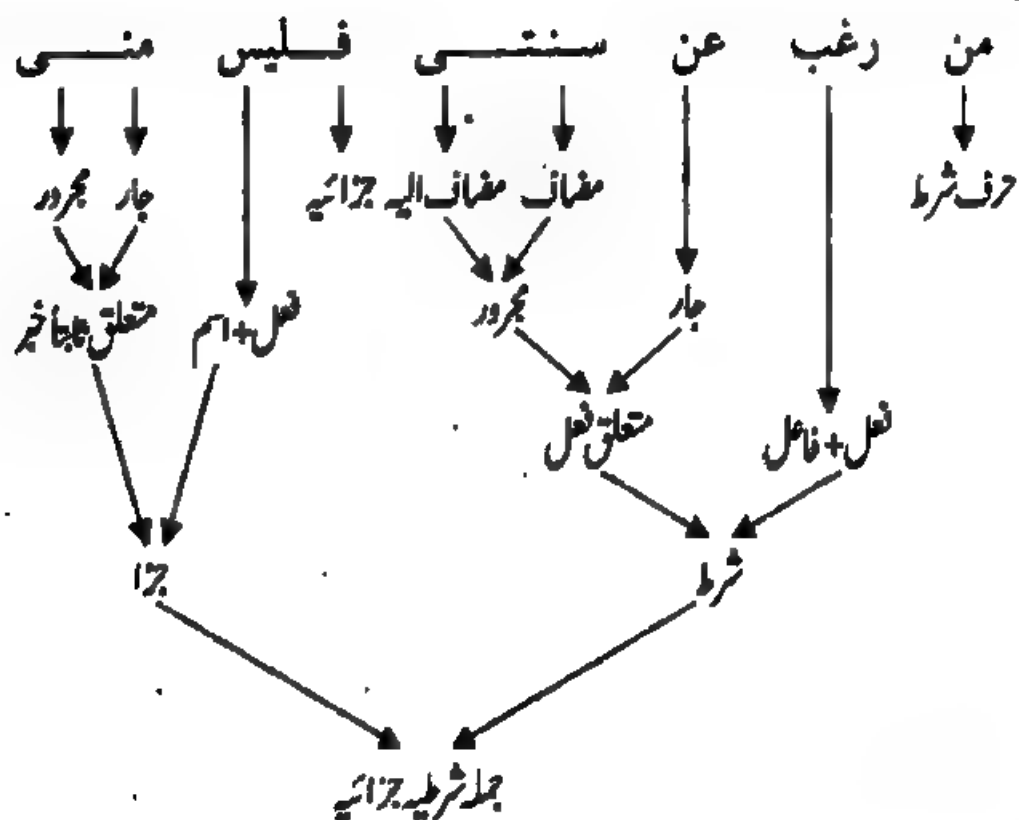 من رغب عن سنتی فلیس منی
حرف شرط مضاف مضاف الیہ جزائیہ جار مجرور
جار مجرور
فعل+اسم متعلق ثابتاً خبر
فعل+فاعل متعلق فعل
شرط جزا
جملہ شرطیہ جزائیہ